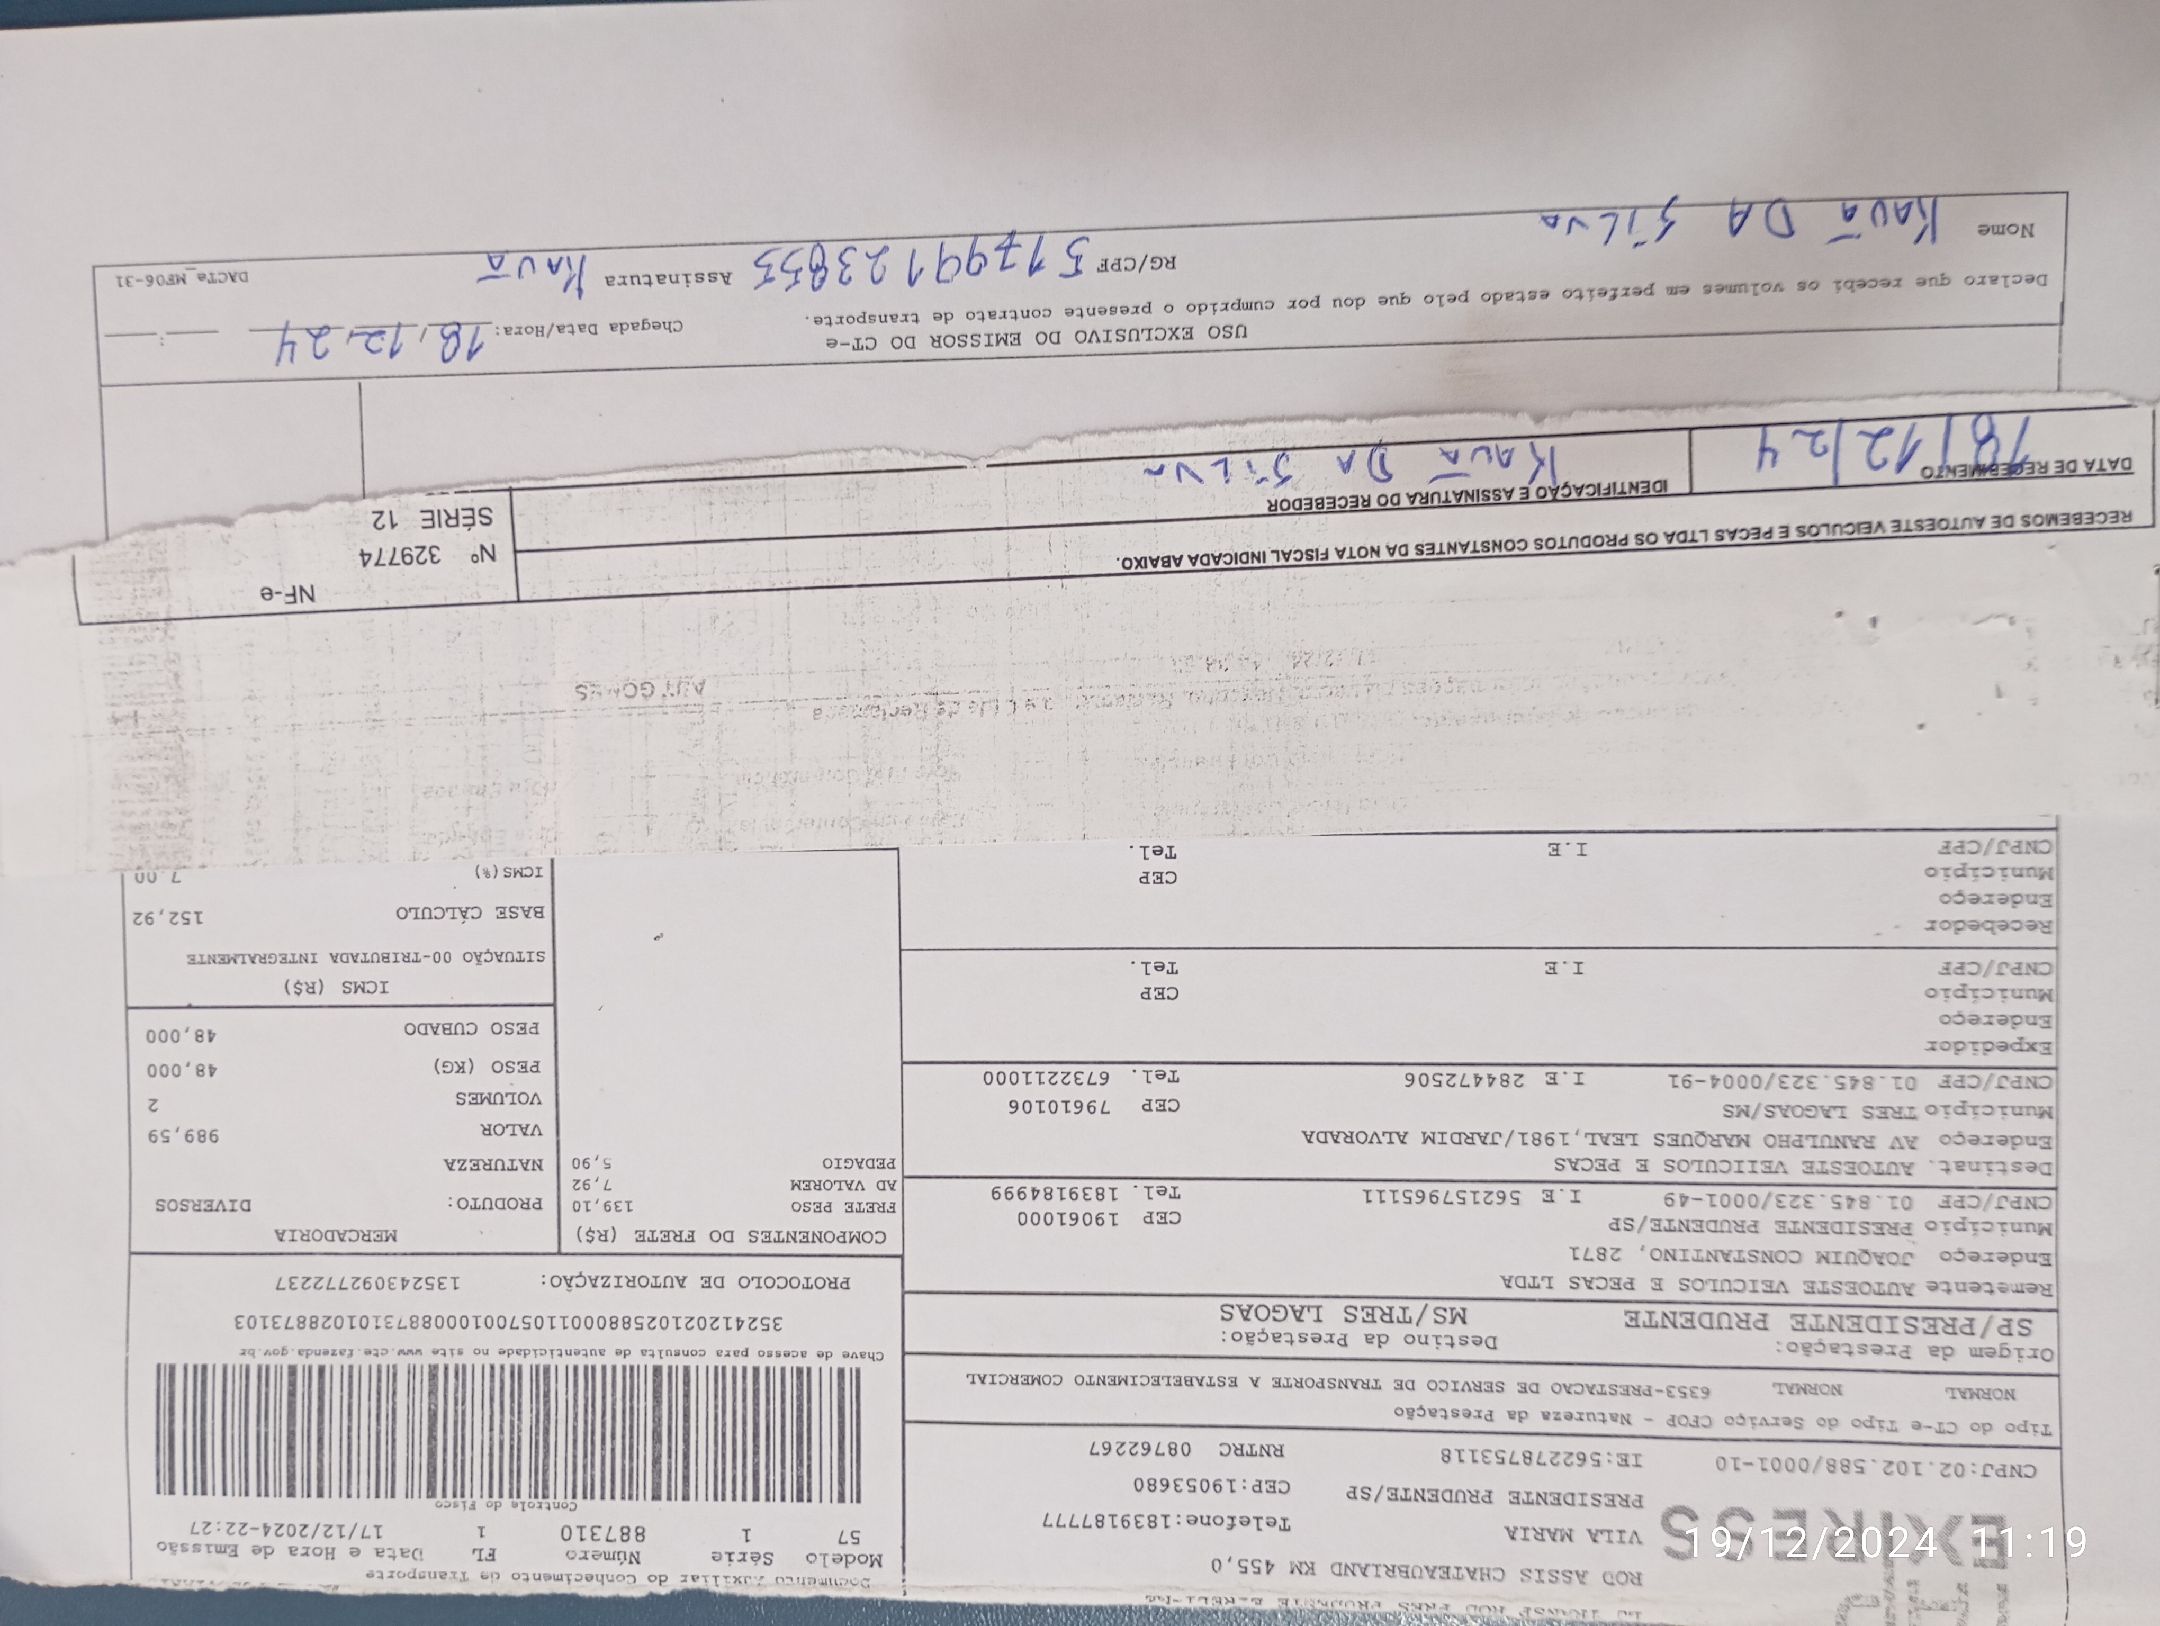 EXPRESS
ROD ASSIS CHATEAUBRIAND KM 455,0
VILA MARIA Telefone:1839187777
PRESIDENTE PRUDENTE/SP CEP:19053680
CNPJ:02.102.588/0001-10 IE:562278753118 RNTRC 08762267
Documento Auxiliar do Conhecimento de Transporte
Modelo Série Número FL Data e Hora de Emissão
57 1 887310 1 17/12/2024-22:27
Controle do Fisco
Tipo do CT-e Tipo do Serviço CFOP - Natureza da Prestação
NORMAL NORMAL 6353-PRESTACAO DE SERVICO DE TRANSPORTE A ESTABELECIMENTO COMERCIAL
Chave de acesso para consulta de autenticidade no site www.cte.fazenda.gov.br
35241202102588000110570010008873101028873103
PROTOCOLO DE AUTORIZAÇÃO: 135243092772237
Origem da Prestação: Destino da Prestação:
SP/PRESIDENTE PRUDENTE MS/TRES LAGOAS
Remetente AUTOESTE VEICULOS E PECAS LTDA
Endereço JOAQUIM CONSTANTINO, 2871
Município PRESIDENTE PRUDENTE/SP CEP 19061000
CNPJ/CPF 01.845.323/0001-49 I.E 562157965111 Tel. 1839184999
Destinat. AUTOESTE VEIICULOS E PECAS
Endereço AV RANULPHO MARQUES LEAL,1981/JARDIM ALVORADA
Município TRES LAGOAS/MS CEP 79610106
CNPJ/CPF 01.845.323/0004-91 I.E 284472506 Tel. 6732211000
Expedidor
Endereço
Município CEP
CNPJ/CPF I.E Tel.
Recebedor
Endereço
Município CEP
CNPJ/CPF I.E Tel.
COMPONENTES DO FRETE (R$)
FRETE PESO 139,10
AD VALOREM 7,92
PEDAGIO 5,90
MERCADORIA
PRODUTO: DIVERSOS
NATUREZA
VALOR 989,59
VOLUMES 2
PESO (KG) 48,000
PESO CUBADO 48,000
ICMS (R$)
SITUAÇÃO 00-TRIBUTADA INTEGRALMENTE
BASE CÁLCULO 152,92
ICMS(%) 7,00
RECEBEMOS DE AUTOESTE VEICULOS E PECAS LTDA OS PRODUTOS CONSTANTES DA NOTA FISCAL INDICADA ABAIXO.
DATA DE RECEBIMENTO
18/12/24
IDENTIFICAÇÃO E ASSINATURA DO RECEBEDOR
KAUÃ DA SILVA
NF-e
Nº 329774
SÉRIE 12
USO EXCLUSIVO DO EMISSOR DO CT-e
Declaro que recebi os volumes em perfeito estado pelo que dou por cumprido o presente contrato de transporte.
Chegada Data/Hora: 18,12,24 :
Nome KAUÃ DA SILVA RG/CPF 51799123855 Assinatura KAUÃ
DACTe_MF06-31
19/12/2024 11:19